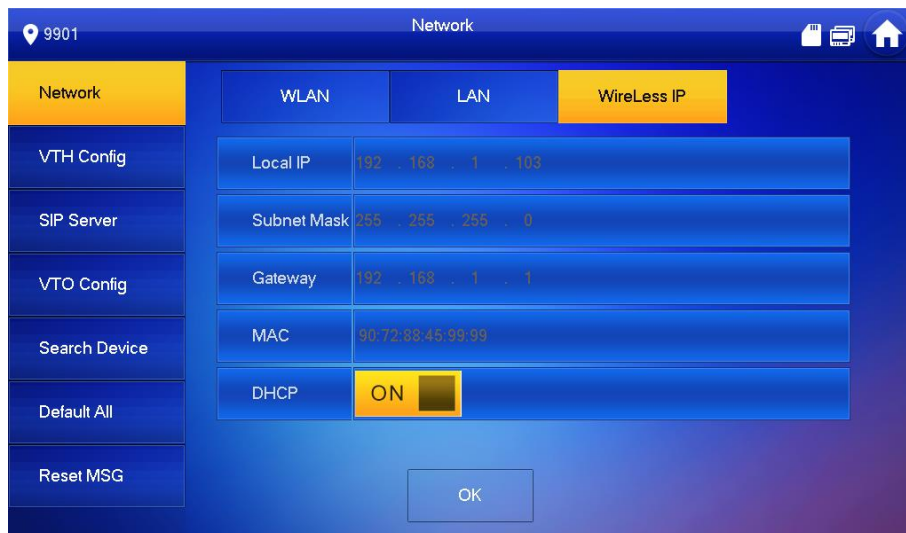 9901 Network
Network
WLAN LAN WireLess IP
VTH Config
Local IP 192 . 168 . 1 . 103
SIP Server
Subnet Mask 255 . 255 . 255 . 0
VTO Config
Gateway 192 . 168 . 1 . 1
Search Device
MAC 90:72:88:45:99:99
Default All
DHCP ON
Reset MSG
OK